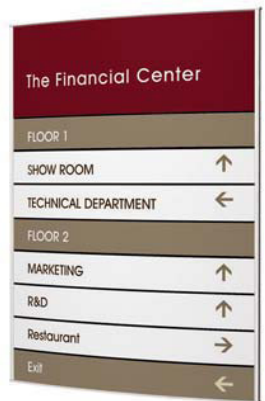 The Financial Center
FLOOR 1
SHOW ROOM ↑
TECHNICAL DEPARTMENT ←
FLOOR 2
MARKETING ↑
R&D ↑
Restaurant →
Exit ←